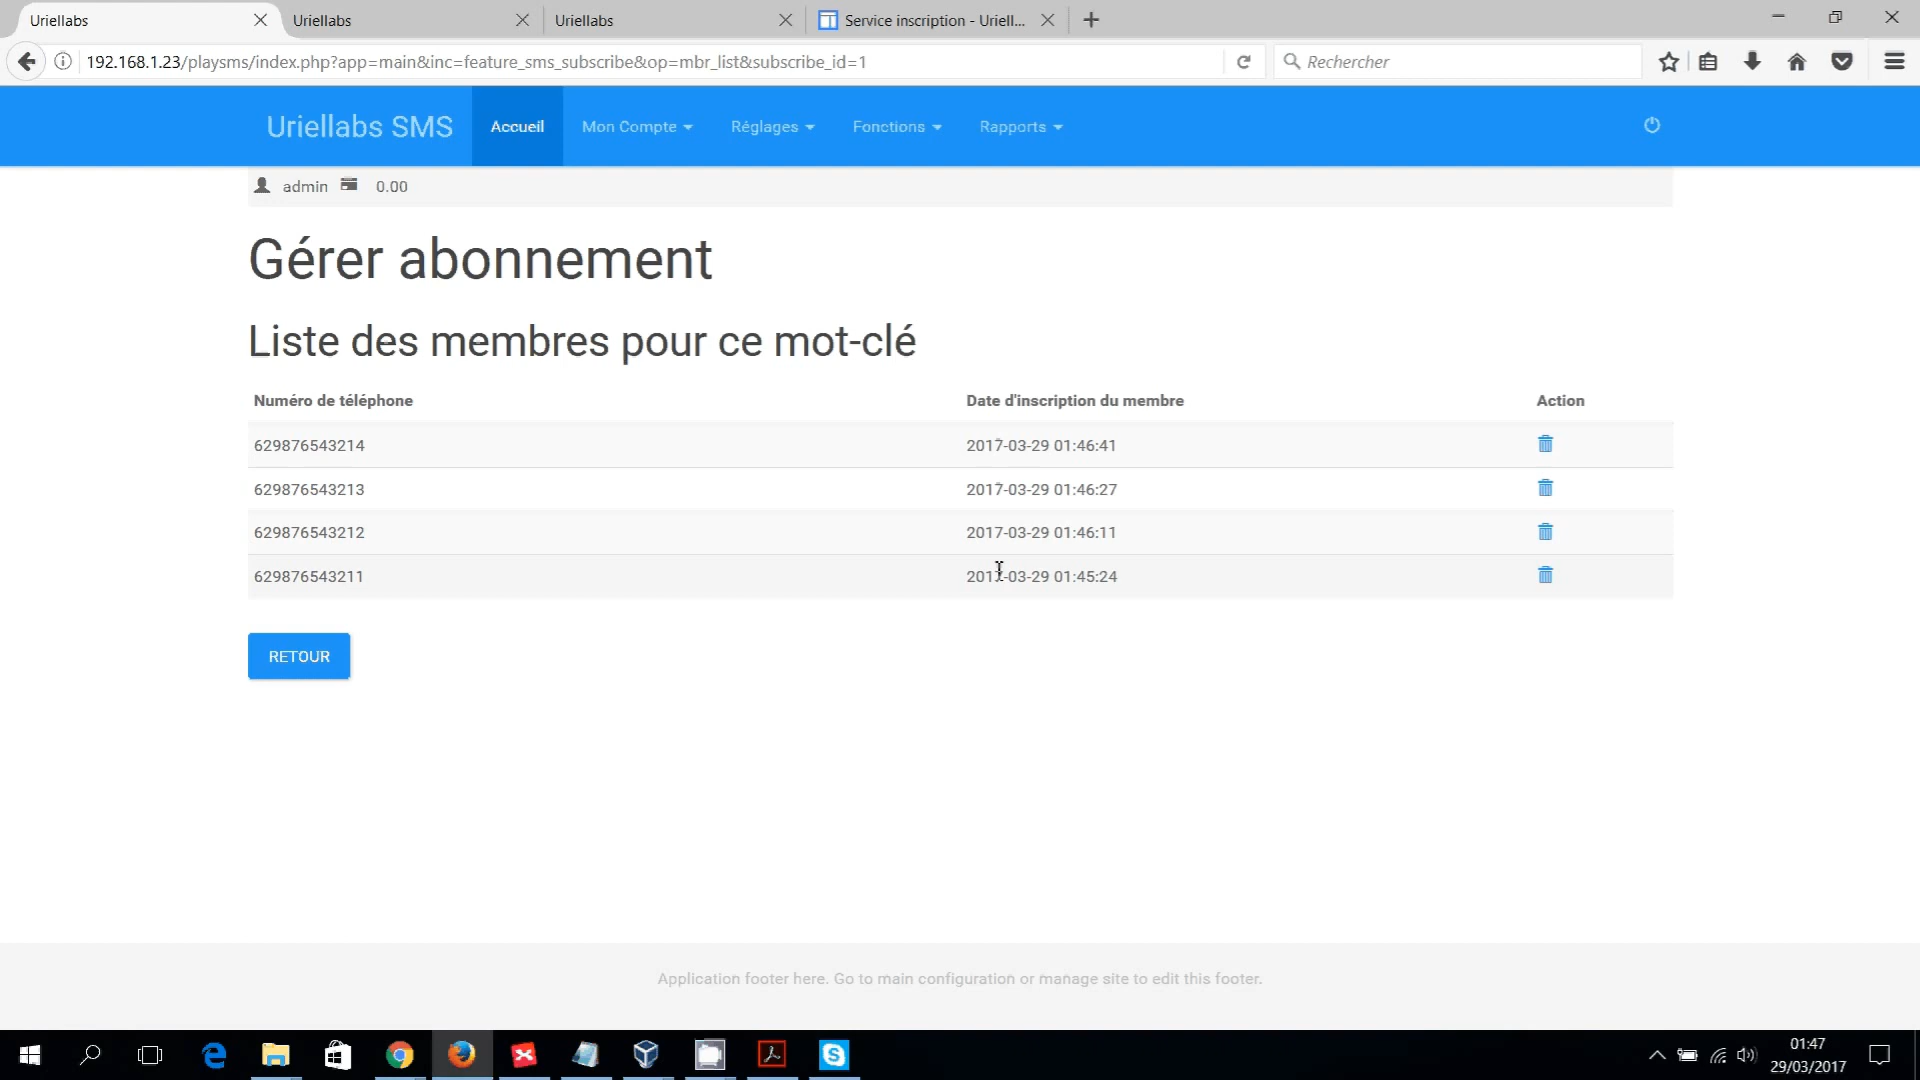 Uriellabs
Uriellabs
Uriellabs
Service inscription - Uriell...
192.168.1.23/playsms/index.php?app=main&inc=feature_sms_subscribe&op=mbr_list&subscribe_id=1
Rechercher
Uriellabs SMS
Accueil
Mon Compte
Réglages
Fonctions
Rapports
admin 0.00
Gérer abonnement
Liste des membres pour ce mot-clé
Numéro de téléphone Date d'inscription du membre Action
629876543214 2017-03-29 01:46:41
629876543213 2017-03-29 01:46:27
629876543212 2017-03-29 01:46:11
629876543211 2017-03-29 01:45:24
RETOUR
Application footer here. Go to main configuration or manage site to edit this footer.
01:47
29/03/2017